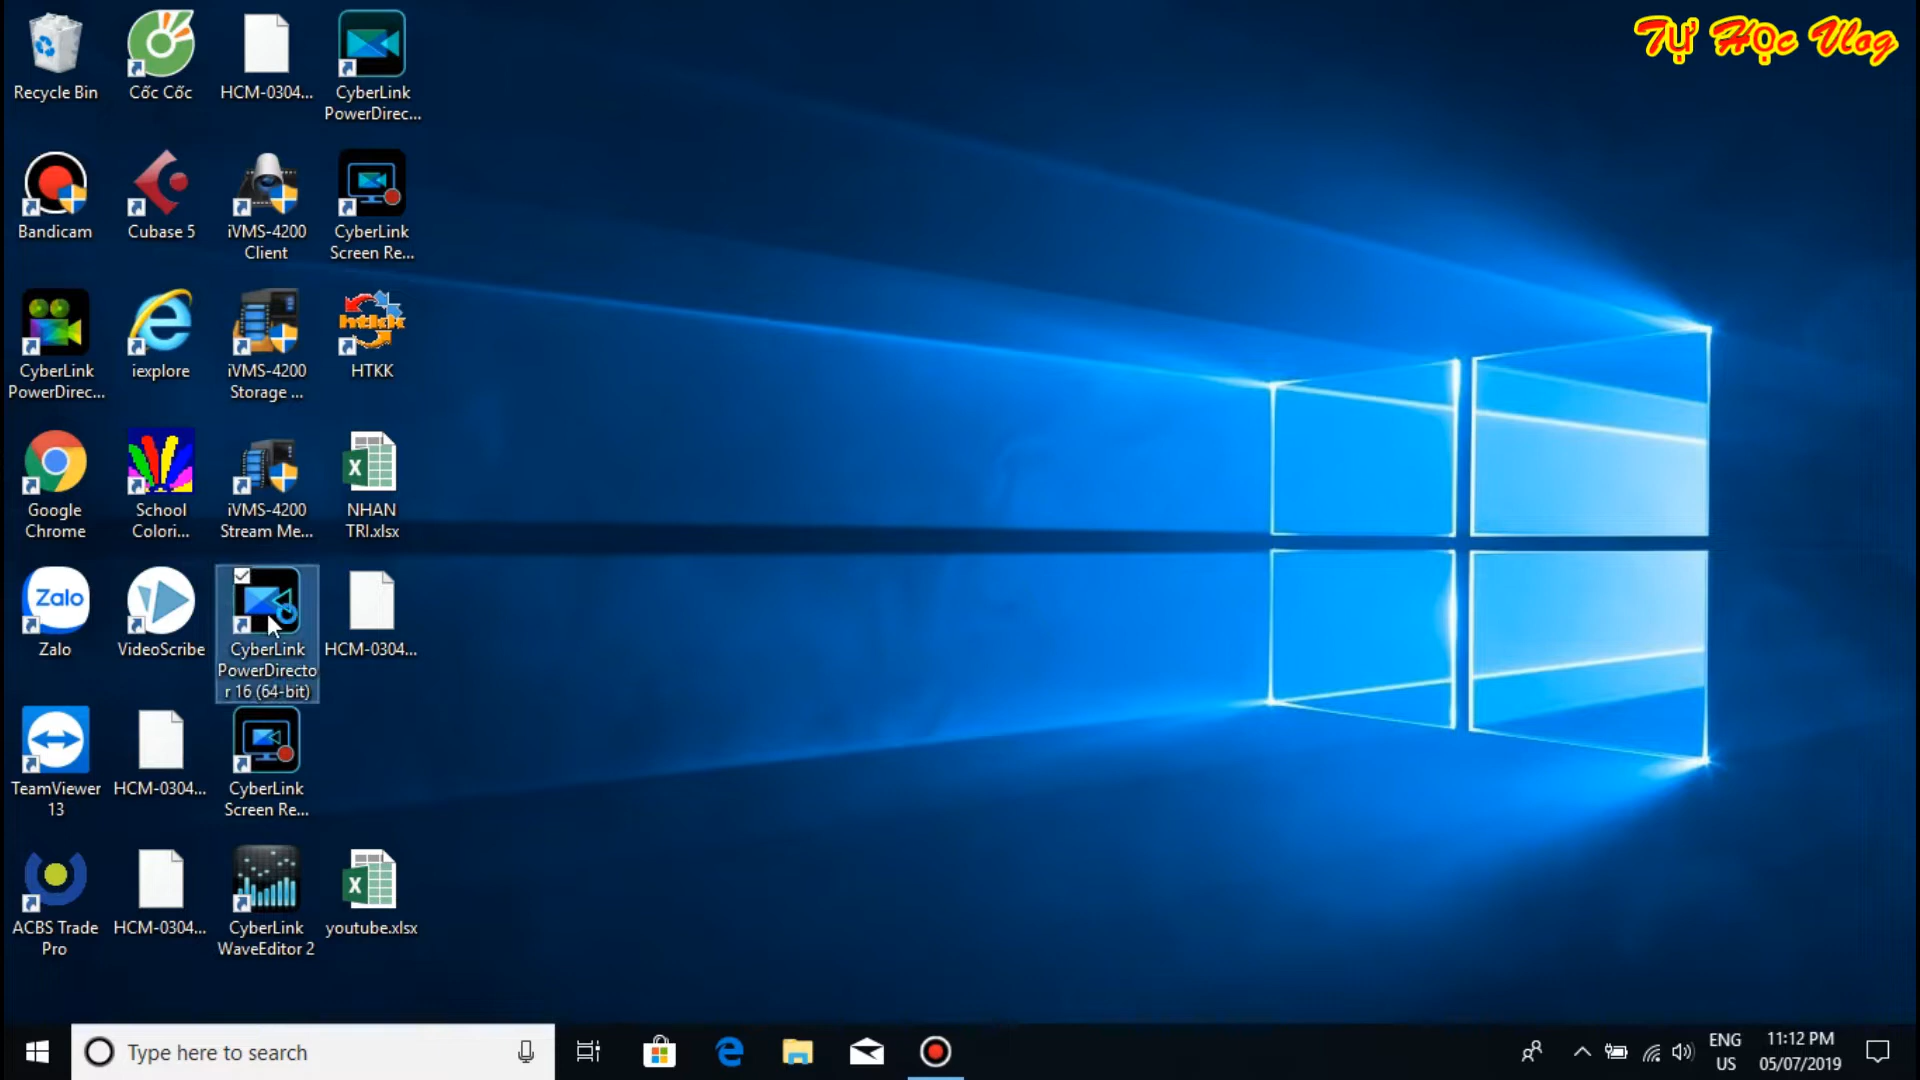 Tự Học Vlog
Recycle Bin
Cốc Cốc
HCM-0304...
CyberLink
PowerDirec...
Bandicam
Cubase 5
iVMS-4200
Client
CyberLink
Screen Re...
CyberLink
PowerDirec...
iexplore
iVMS-4200
Storage ...
htkk
HTKK
Google
Chrome
School
Colori...
iVMS-4200
Stream Me...
X
NHAN
TRI.xlsx
Zalo
Zalo
VideoScribe
CyberLink
PowerDirecto
r 16 (64-bit)
HCM-0304...
TeamViewer
13
HCM-0304...
CyberLink
Screen Re...
ACBS Trade
Pro
HCM-0304...
CyberLink
WaveEditor 2
X
youtube.xlsx
Type here to search
ENG
US
11:12 PM
05/07/2019